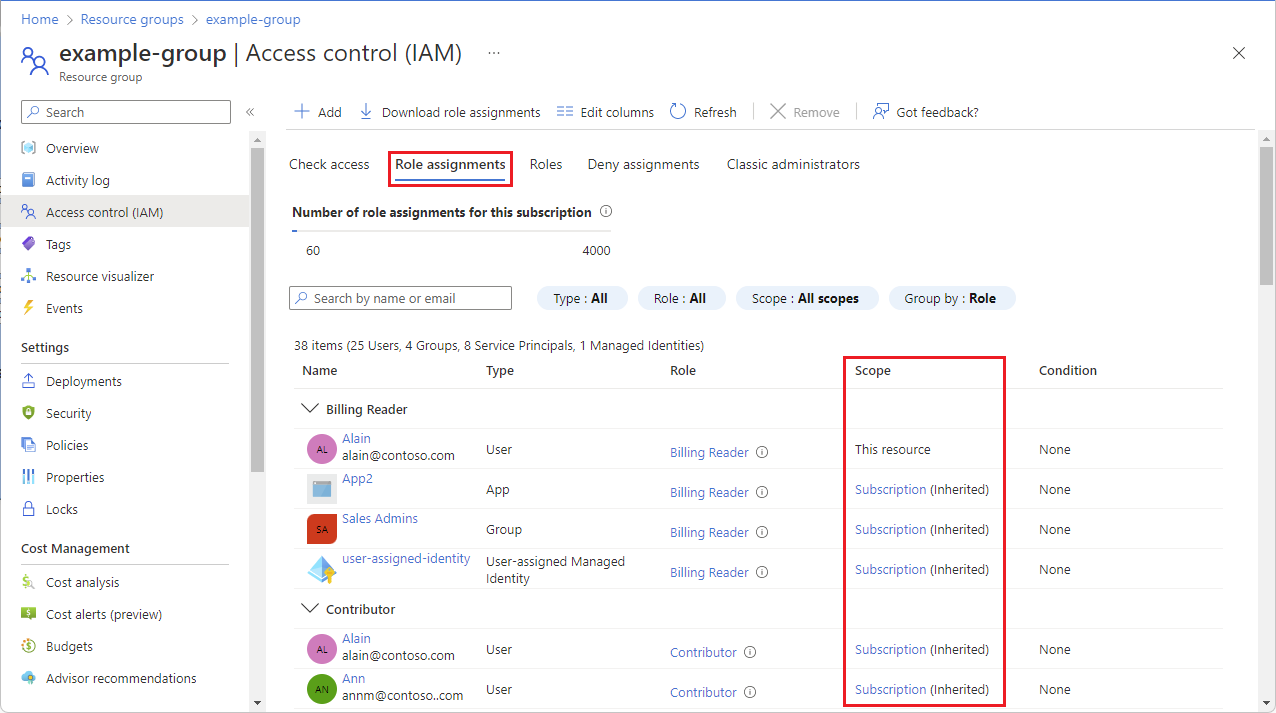 Home > Resource groups > example-group
example-group | Access control (IAM) ...
Resource group
Search «
Overview
Activity log
Access control (IAM)
Tags
Resource visualizer
Events
Settings
Deployments
Security
Policies
Properties
Locks
Cost Management
Cost analysis
Cost alerts (preview)
Budgets
Advisor recommendations
Add Download role assignments Edit columns Refresh Remove Got feedback?
Check access Role assignments Roles Deny assignments Classic administrators
Number of role assignments for this subscription
60 4000
Search by name or email Type : All Role : All Scope : All scopes Group by : Role
38 items (25 Users, 4 Groups, 8 Service Principals, 1 Managed Identities)
Name Type Role Scope Condition
Billing Reader
AL Alain
alain@contoso.com User Billing Reader This resource None
App2
App Billing Reader Subscription (Inherited) None
SA Sales Admins
Group Billing Reader Subscription (Inherited) None
user-assigned-identity User-assigned Managed
Identity Billing Reader Subscription (Inherited) None
Contributor
AL Alain
alain@contoso.com User Contributor Subscription (Inherited) None
AN Ann
annm@contoso..com User Contributor Subscription (Inherited) None